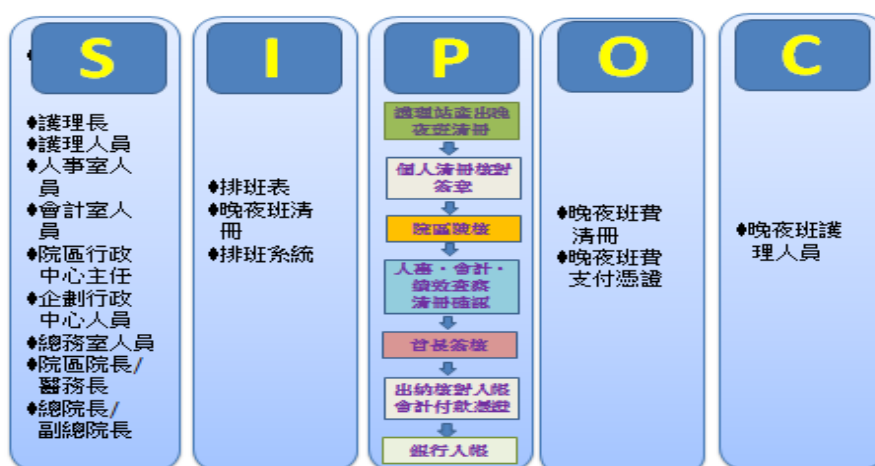 S
♦護理長
♦護理人員
♦人事室人
員
♦會計室人
員
♦院區行政
中心主任
♦企劃行政
中心人員
♦總務室人員
♦院區院長/
醫務長
♦總院長/
副總院長
I
♦排班表
♦晚夜班清
冊
♦排班系統
P
護理站產出晚
夜班清冊
個人清冊核對
簽章
院區陳核
人事、會計、
績效查察
清冊確認
首長簽核
出納核對入帳
會計付款憑證
銀行入帳
O
♦晚夜班費
清冊
♦晚夜班費
支付憑證
C
♦晚夜班護
理人員